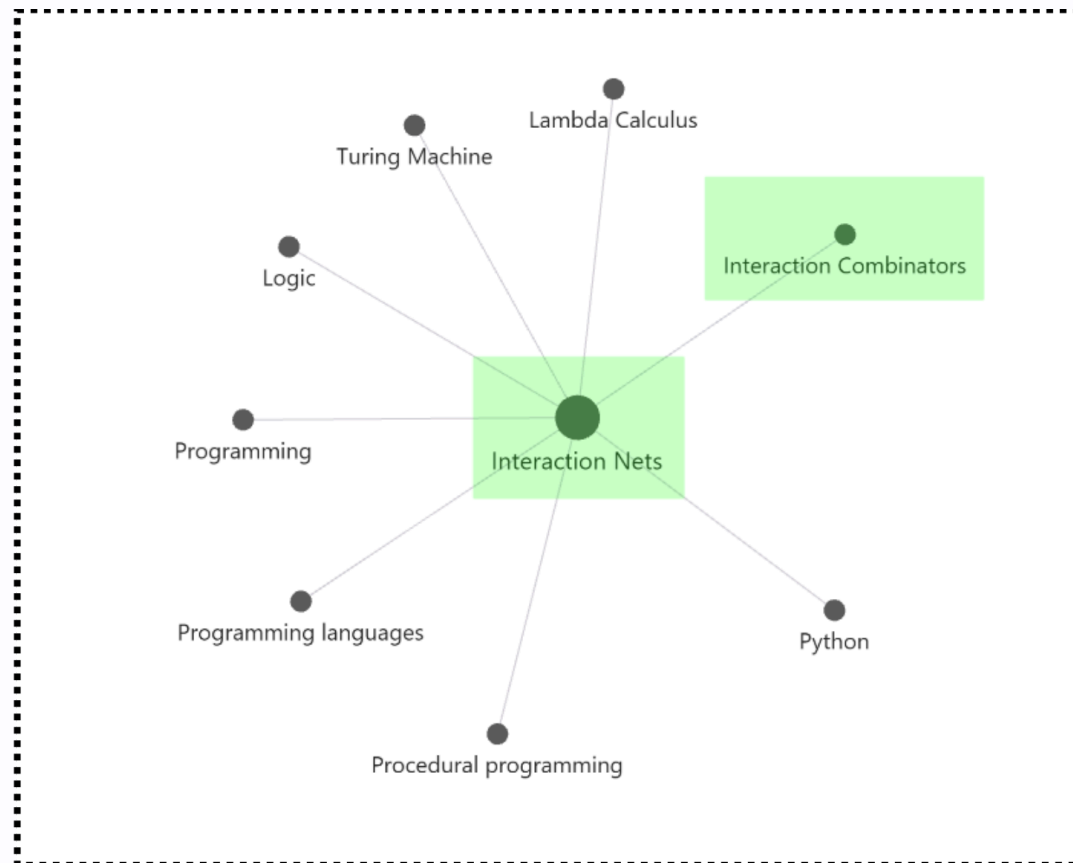 Lambda Calculus
Turing Machine
Interaction Combinators
Logic
Programming
Interaction Nets
Programming languages
Python
Procedural programming